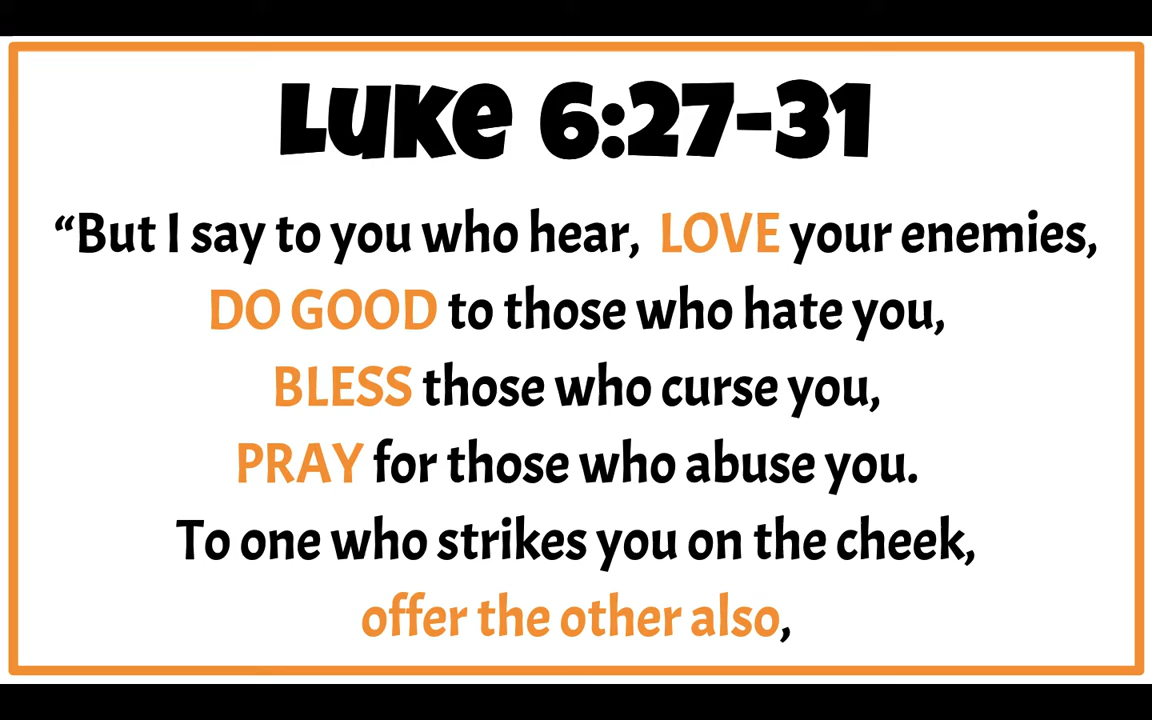 Luke 6:27-31
“But I say to you who hear, LOVE your enemies,
DO GOOD to those who hate you,
BLESS those who curse you,
PRAY for those who abuse you.
To one who strikes you on the cheek,
offer the other also,